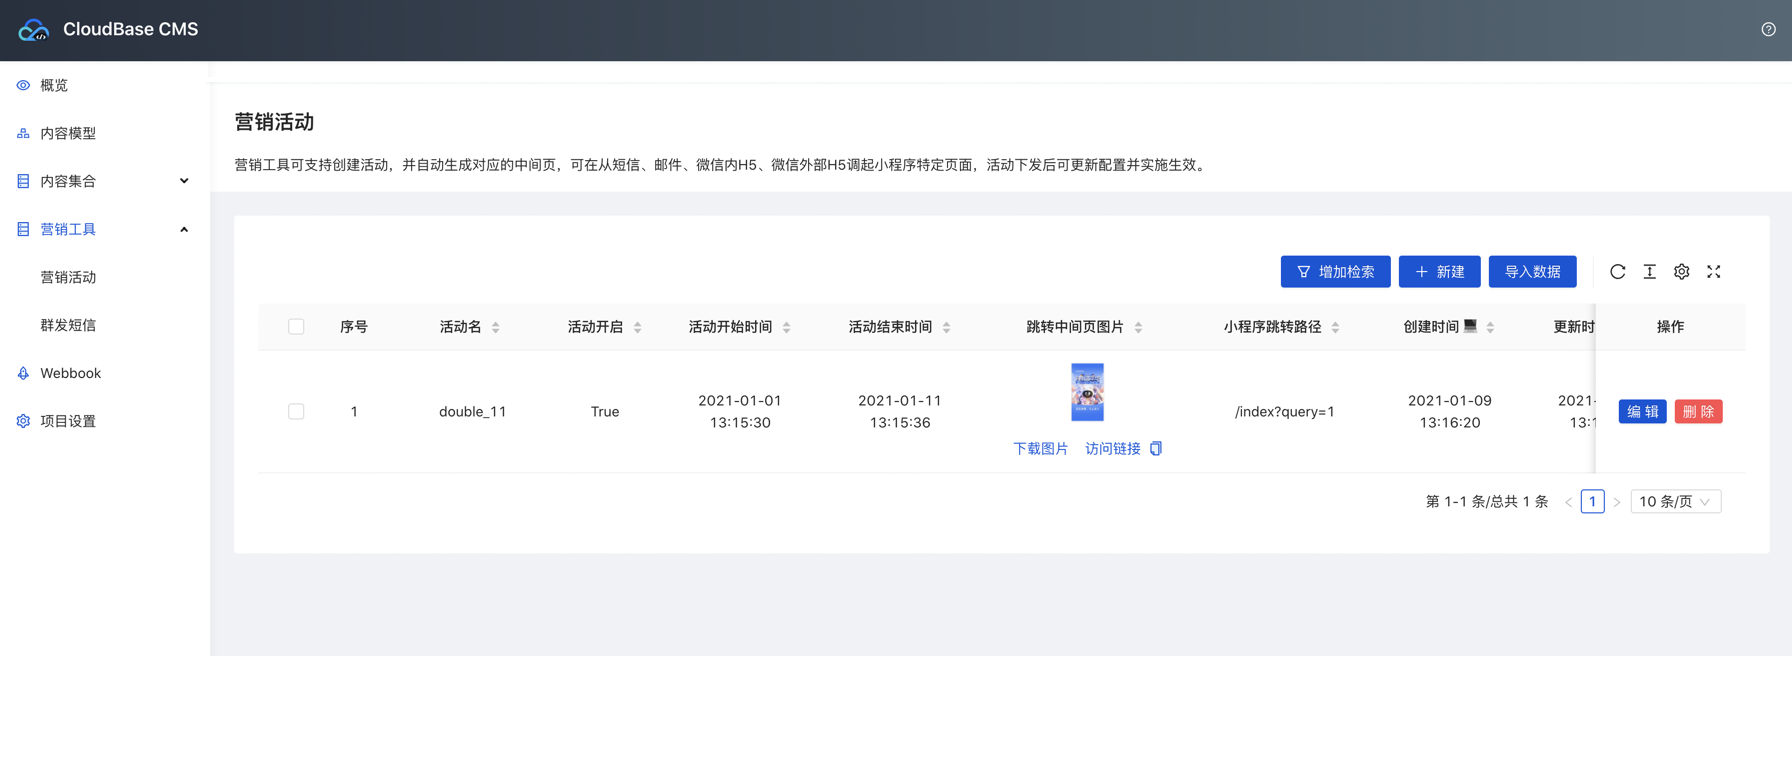 CloudBase CMS
概览
内容模型
内容集合
营销工具
营销活动
群发短信
Webbook
项目设置
营销活动
营销工具可支持创建活动，并自动生成对应的中间页，可在从短信、邮件、微信内H5、微信外部H5调起小程序特定页面，活动下发后可更新配置并实施生效。
增加检索 新建 导入数据
序号 活动名 活动开启 活动开始时间 活动结束时间 跳转中间页图片 小程序跳转路径 创建时间 更新时 操作
1 double_11 True 2021-01-01 13:15:30 2021-01-11 13:15:36 /index?query=1 2021-01-09 13:16:20 2021- 13:1 编辑 删除
下载图片 访问链接
第 1-1 条/总共 1 条 < 1 > 10 条/页